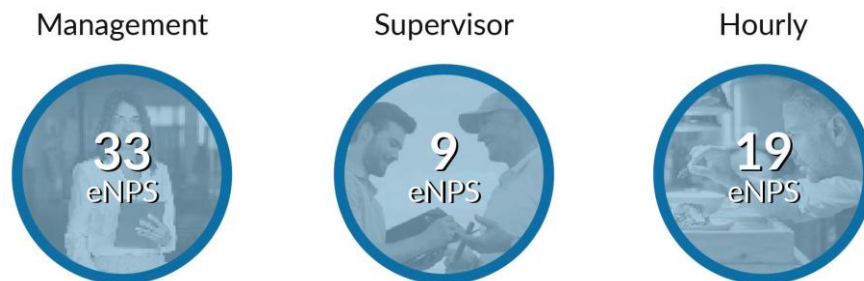 Management
Supervisor
Hourly
33
eNPS
9
eNPS
19
eNPS